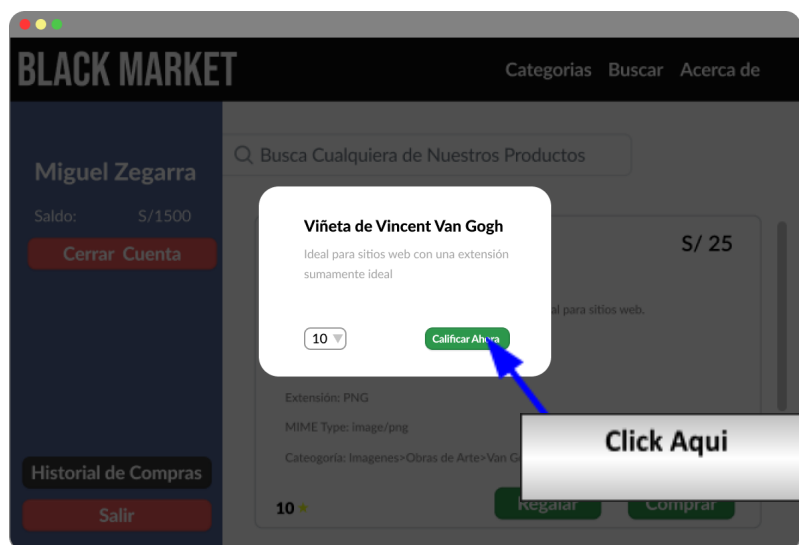 BLACK MARKET
Categorias Buscar Acerca de
Miguel Zegarra
Saldo: S/1500
Cerrar Cuenta
Historial de Compras
Salir
Busca Cualquiera de Nuestros Productos
S/ 25
Viñeta de Vincent Van Gogh
Ideal para sitios web con una extensión
sumamente ideal
10
Calificar Ahora
para sitios web.
Extensión: PNG
MIME Type: image/png
Cateogoría: Imagenes>Obras de Arte>Van
Click Aqui
10
Regalar Comprar